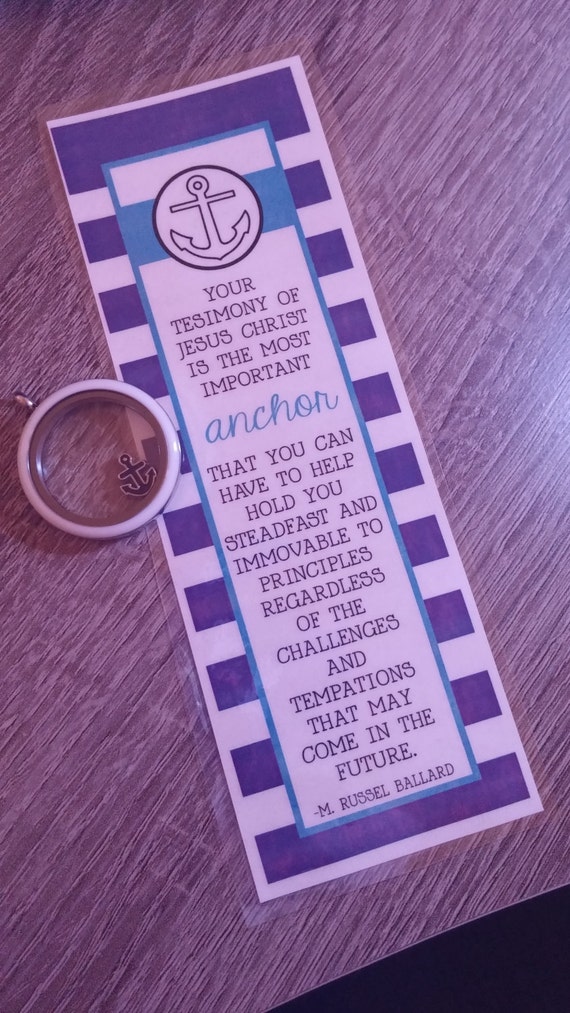 YOUR
TESIMONY OF
JESUS CHRIST
IS THE MOST
IMPORTANT
anchor
THAT YOU CAN
HAVE TO HELP
HOLD YOU
STEADFAST AND
IMMOVABLE TO
PRINCIPLES
REGARDLESS
OF THE
CHALLENGES
AND
TEMPATIONS
THAT MAY
COME IN THE
FUTURE.
-M. RUSSEL BALLARD